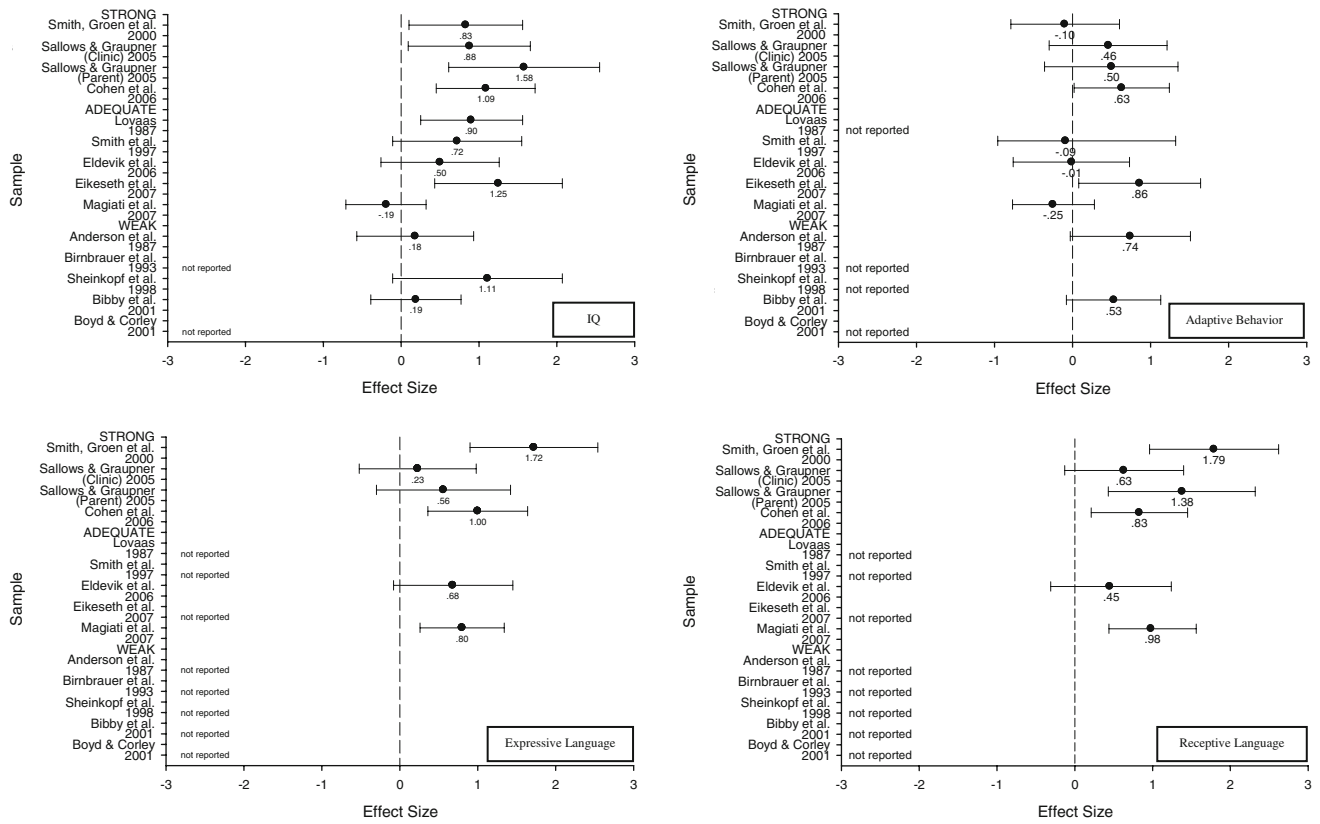 STRONG
Smith, Groen et al.
2000
.83
Sallows & Graupner
(Clinic) 2005
.88
Sallows & Graupner
(Parent) 2005
1.58
Cohen et al.
2006
1.09
ADEQUATE
Lovaas
1987
.90
Smith et al.
1997
.72
Eldevik et al.
2006
.50
Eikeseth et al.
2007
1.25
Magiati et al.
2007
-.19
WEAK
Anderson et al.
1987
.18
Birnbrauer et al.
1993
not reported
Sheinkopf et al.
1998
1.11
Bibby et al.
2001
.19
Boyd & Corley
2001
not reported
IQ
Sample
-3 -2 -1 0 1 2 3
Effect Size
STRONG
Smith, Groen et al.
2000
-.10
Sallows & Graupner
(Clinic) 2005
.46
Sallows & Graupner
(Parent) 2005
.50
Cohen et al.
2006
.63
ADEQUATE
Lovaas
1987
not reported
Smith et al.
1997
-.09
Eldevik et al.
2006
-.01
Eikeseth et al.
2007
.86
Magiati et al.
2007
-.25
WEAK
Anderson et al.
1987
.74
Birnbrauer et al.
1993
not reported
Sheinkopf et al.
1998
not reported
Bibby et al.
2001
.53
Boyd & Corley
2001
not reported
Adaptive Behavior
Sample
-3 -2 -1 0 1 2 3
Effect Size
STRONG
Smith, Groen et al.
2000
1.72
Sallows & Graupner
(Clinic) 2005
.23
Sallows & Graupner
(Parent) 2005
.56
Cohen et al.
2006
1.00
ADEQUATE
Lovaas
1987
not reported
Smith et al.
1997
not reported
Eldevik et al.
2006
.68
Eikeseth et al.
2007
not reported
Magiati et al.
2007
.80
WEAK
Anderson et al.
1987
not reported
Birnbrauer et al.
1993
not reported
Sheinkopf et al.
1998
not reported
Bibby et al.
2001
not reported
Boyd & Corley
2001
not reported
Expressive Language
Sample
-3 -2 -1 0 1 2 3
Effect Size
STRONG
Smith, Groen et al.
2000
1.79
Sallows & Graupner
(Clinic) 2005
.63
Sallows & Graupner
(Parent) 2005
1.38
Cohen et al.
2006
.83
ADEQUATE
Lovaas
1987
not reported
Smith et al.
1997
not reported
Eldevik et al.
2006
.45
Eikeseth et al.
2007
not reported
Magiati et al.
2007
.98
WEAK
Anderson et al.
1987
not reported
Birnbrauer et al.
1993
not reported
Sheinkopf et al.
1998
not reported
Bibby et al.
2001
not reported
Boyd & Corley
2001
not reported
Receptive Language
Sample
-3 -2 -1 0 1 2 3
Effect Size